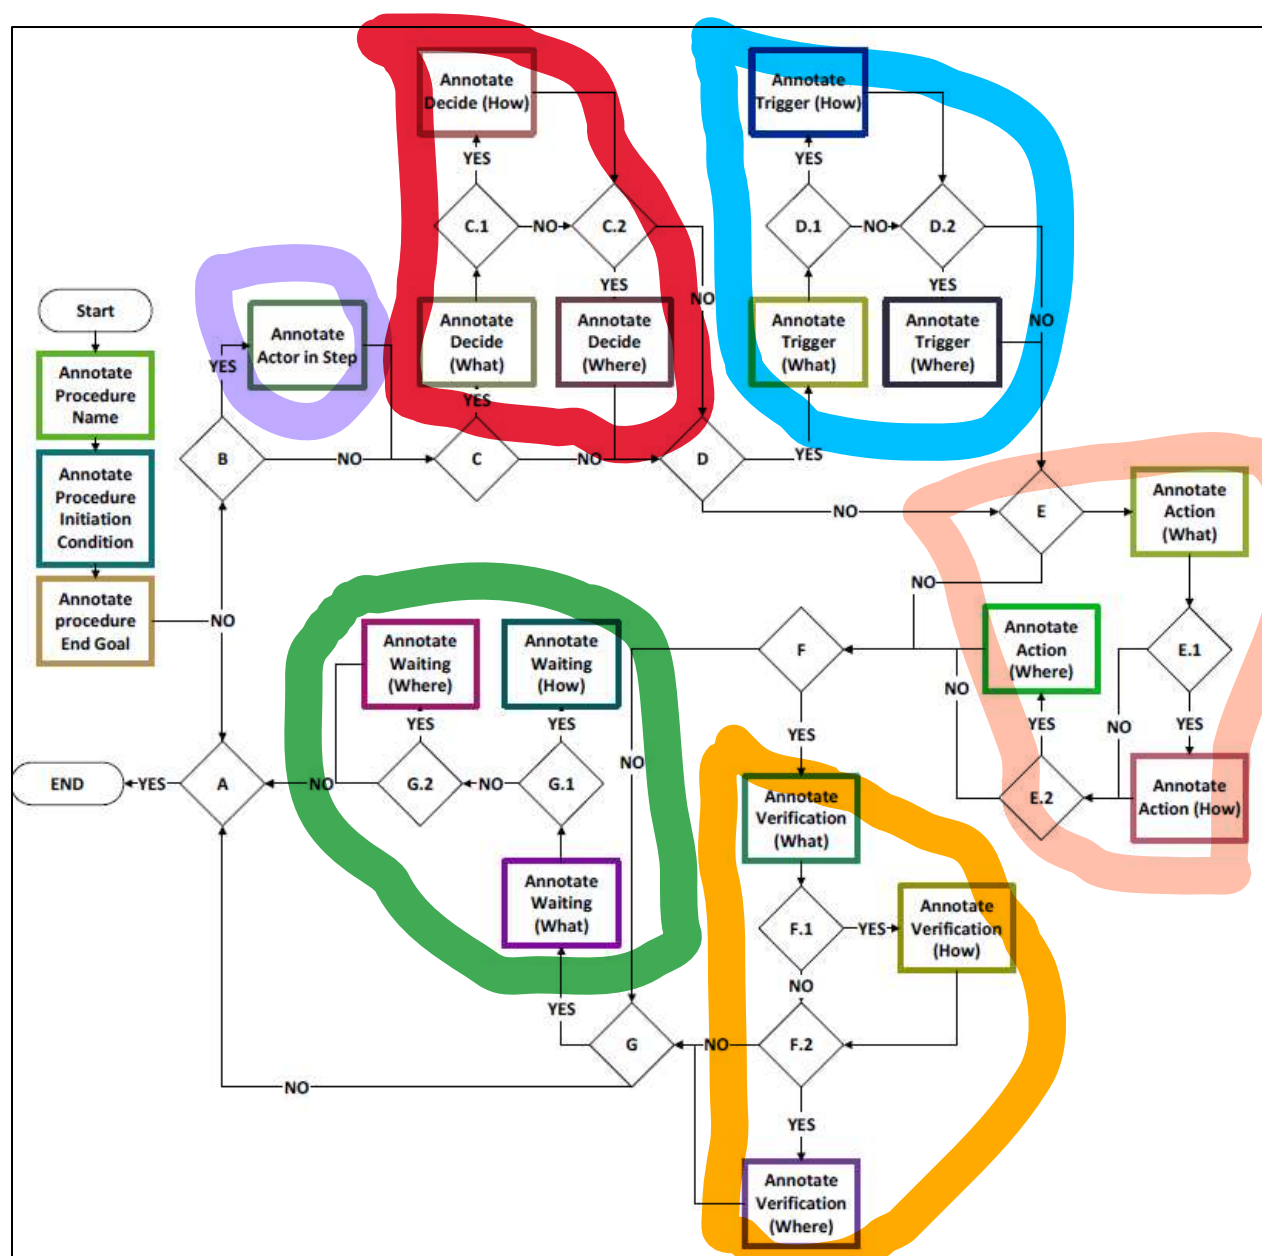 Annotate
Decide (How)
Annotate
Trigger (How)
YES
YES
C.1
NO
C.2
D.1
NO
D.2
YES
YES
NO
Start
Annotate
Actor in Step
Annotate
Decide
(What)
Annotate
Decide
(Where)
Annotate
Trigger
(What)
Annotate
Trigger
(Where)
NO
YES
Annotate
Procedure
Name
YES
B
NO
C
NO
D
YES
Annotate
Procedure
Initiation
Condition
NO
E
Annotate
Action
(What)
NO
Annotate
procedure
End Goal
NO
Annotate
Waiting
(Where)
Annotate
Waiting
(How)
F
Annotate
Action
(Where)
E.1
NO
YES
YES
YES
NO
YES
NO
YES
END
YES
A
NO
G.2
NO
G.1
NO
E.2
Annotate
Action (How)
Annotate
Verification
(What)
Annotate
Waiting
(What)
F.1
YES
Annotate
Verification
(How)
NO
YES
G
NO
F.2
NO
YES
Annotate
Verification
(Where)